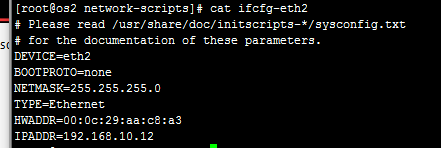 [root@os2 network-scripts]# cat ifcfg-eth2
# Please read /usr/share/doc/initscripts-*/sysconfig.txt
# for the documentation of these parameters.
DEVICE=eth2
BOOTPROTO=none
NETMASK=255.255.255.0
TYPE=Ethernet
HWADDR=00:0c:29:aa:c8:a3
IPADDR=192.168.10.12